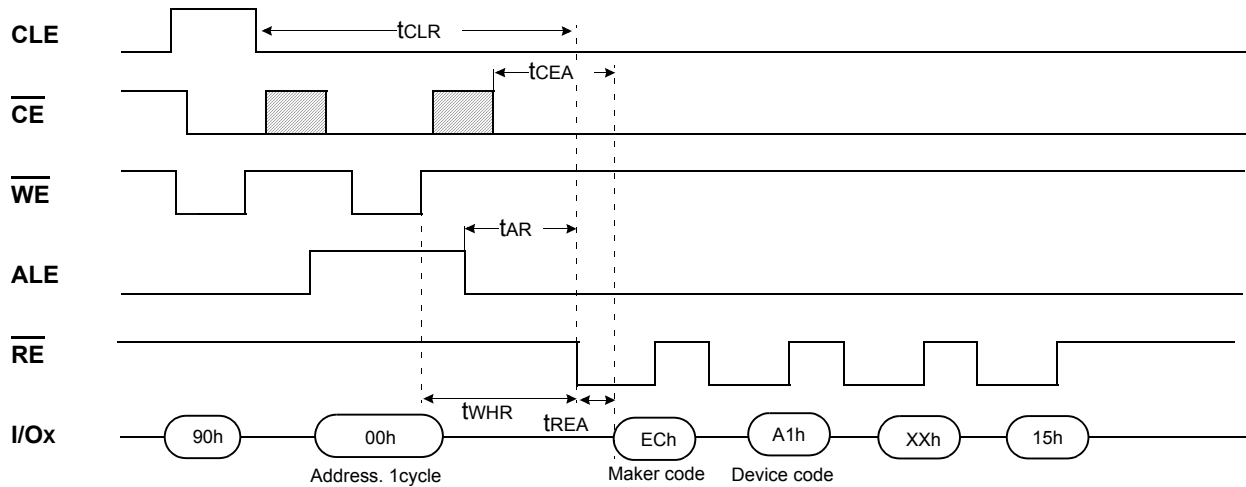 CLE
tCLR
tCEA
CE
WE
tAR
ALE
RE
tWHR
tREA
I/Ox
90h
00h
ECh
A1h
XXh
15h
Address. 1cycle
Maker code
Device code